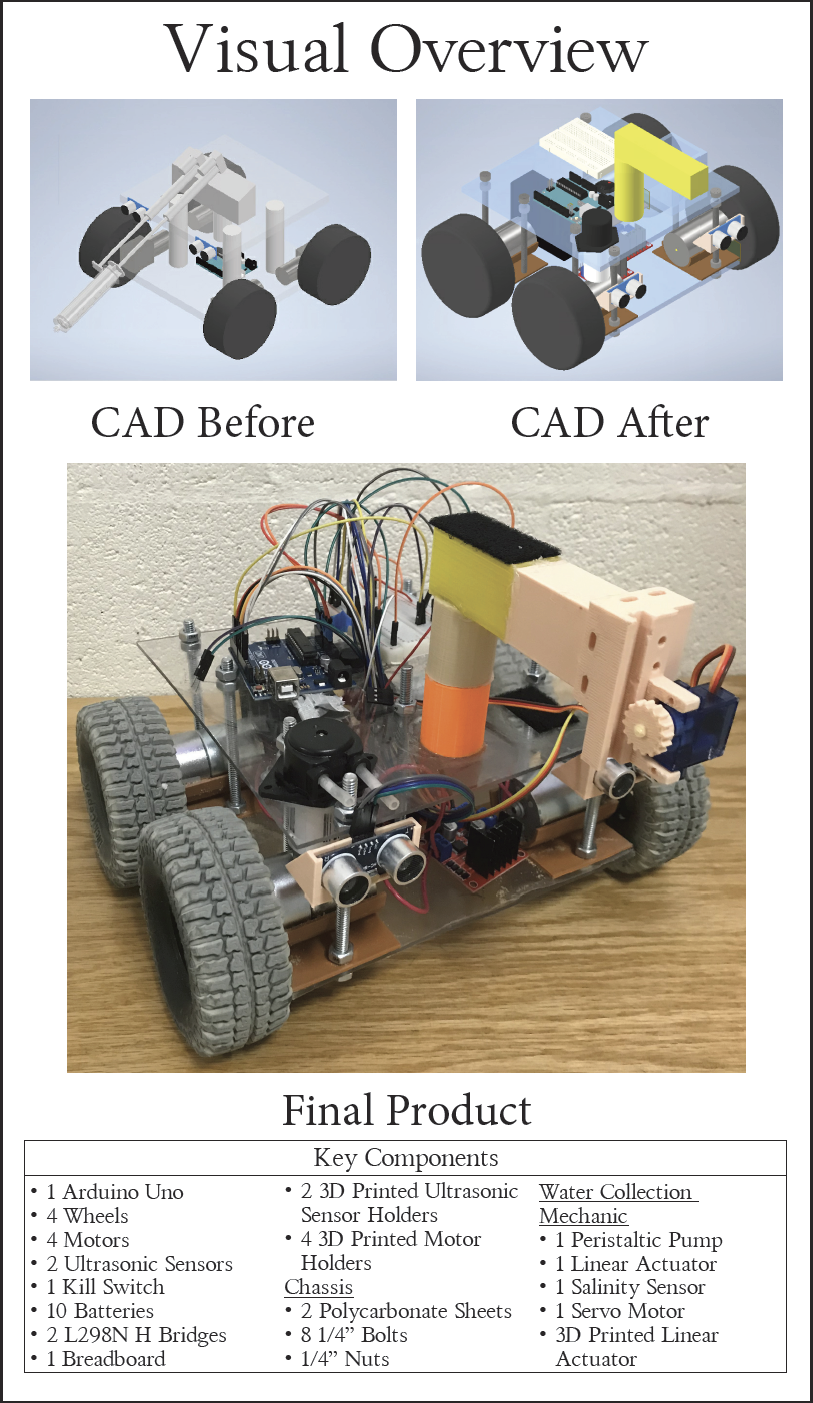 Visual Overview
CAD Before
CAD After
Final Product
Key Components
• 1 Arduino Uno
• 4 Wheels
• 4 Motors
• 2 Ultrasonic Sensors
• 1 Kill Switch
• 10 Batteries
• 2 L298N H Bridges
• 1 Breadboard
• 2 3D Printed Ultrasonic
Sensor Holders
• 4 3D Printed Motor
Holders
Chassis
• 2 Polycarbonate Sheets
• 8 1/4” Bolts
• 1/4” Nuts
Water Collection
Mechanic
• 1 Peristaltic Pump
• 1 Linear Actuator
• 1 Salinity Sensor
• 1 Servo Motor
• 3D Printed Linear
Actuator